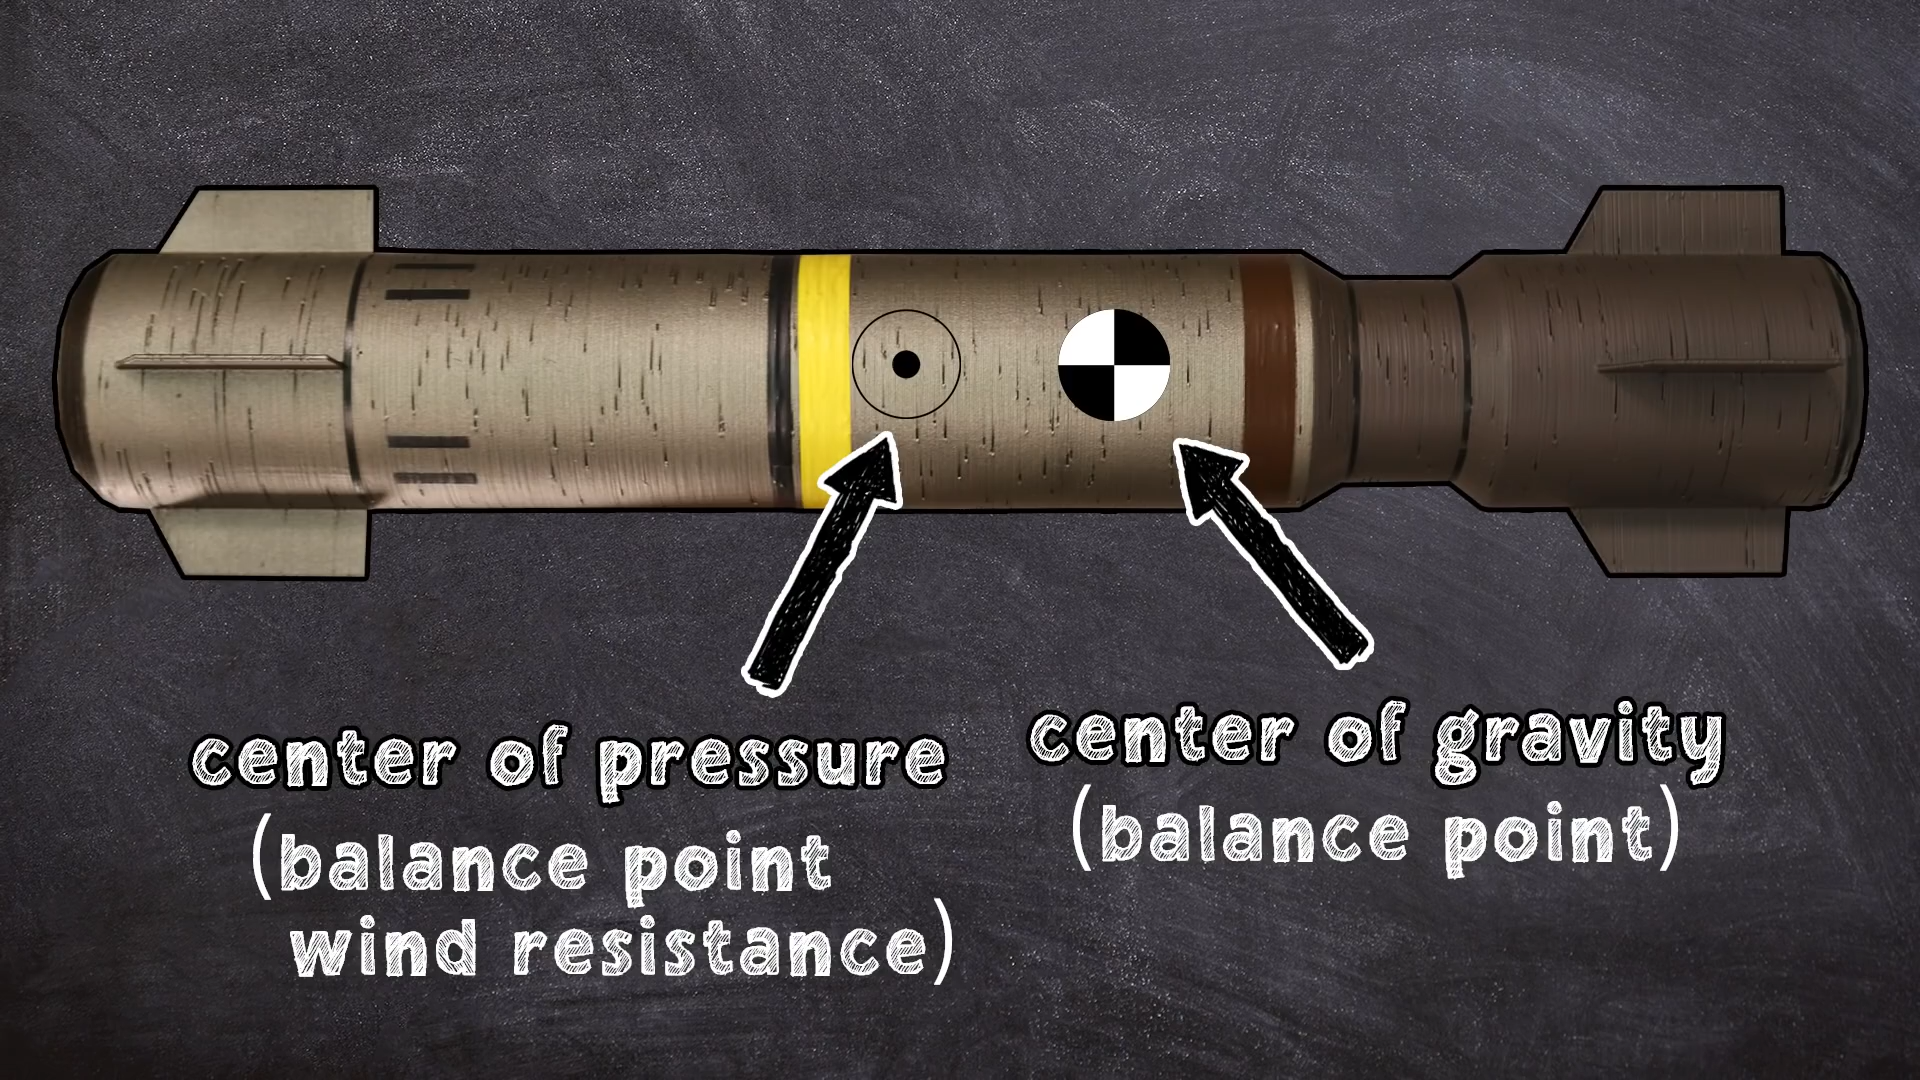 center of pressure
(balance point
wind resistance)
center of gravity
(balance point)